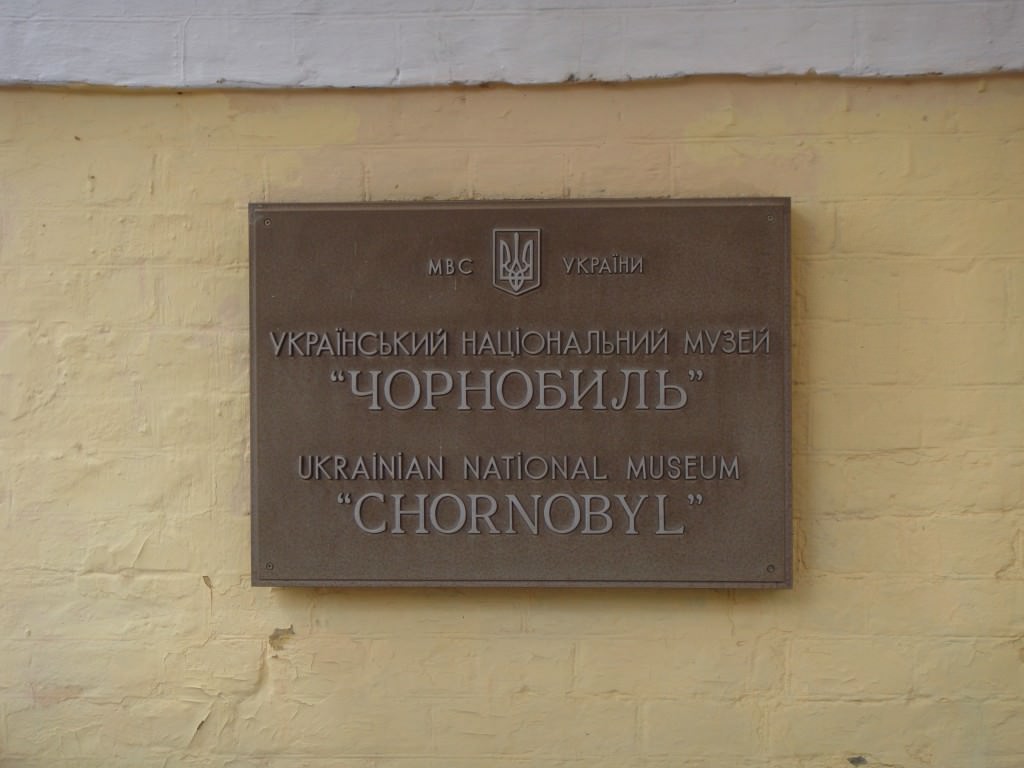 МВС УКРАЇНИ
УКРАЇНСЬКИЙ НАЦІОНАЛЬНИЙ МУЗЕЙ
“ЧОРНОБИЛЬ”
UKRAINIAN NATIONAL MUSEUM
“CHORNOBYL”